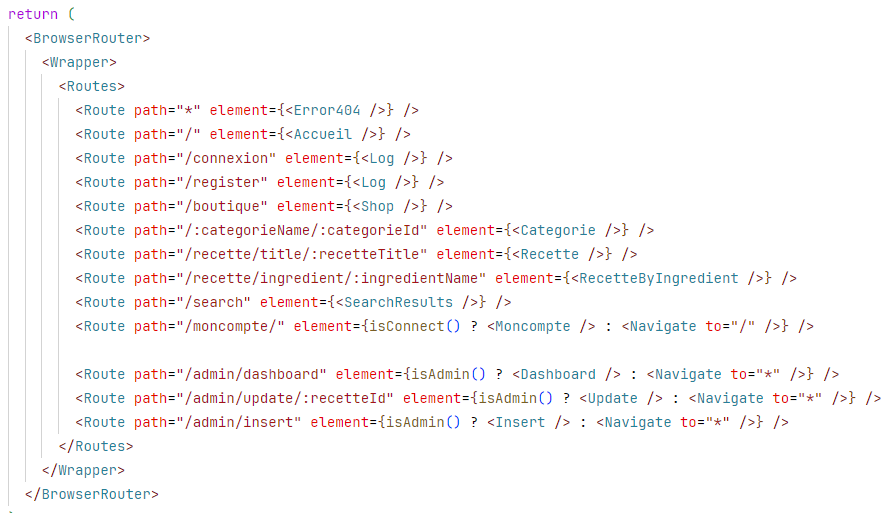 return (
<BrowserRouter>
<Wrapper>
<Routes>
<Route path="*" element={<Error404 />} />
<Route path="/" element={<Accueil />} />
<Route path="/connexion" element={<Log />} />
<Route path="/register" element={<Log />} />
<Route path="/boutique" element={<Shop />} />
<Route path="/:categorieName/:categorieId" element={<Categorie />} />
<Route path="/recette/title/:recetteTitle" element={<Recette />} />
<Route path="/recette/ingredient/:ingredientName" element={<RecetteByIngredient />} />
<Route path="/search" element={<SearchResults />} />
<Route path="/moncompte/" element={isConnect() ? <Moncompte /> : <Navigate to="/" />} />
<Route path="/admin/dashboard" element={isAdmin() ? <Dashboard /> : <Navigate to="*" />} />
<Route path="/admin/update/:recetteId" element={isAdmin() ? <Update /> : <Navigate to="*" />} />
<Route path="/admin/insert" element={isAdmin() ? <Insert /> : <Navigate to="*" />} />
</Routes>
</Wrapper>
</BrowserRouter>